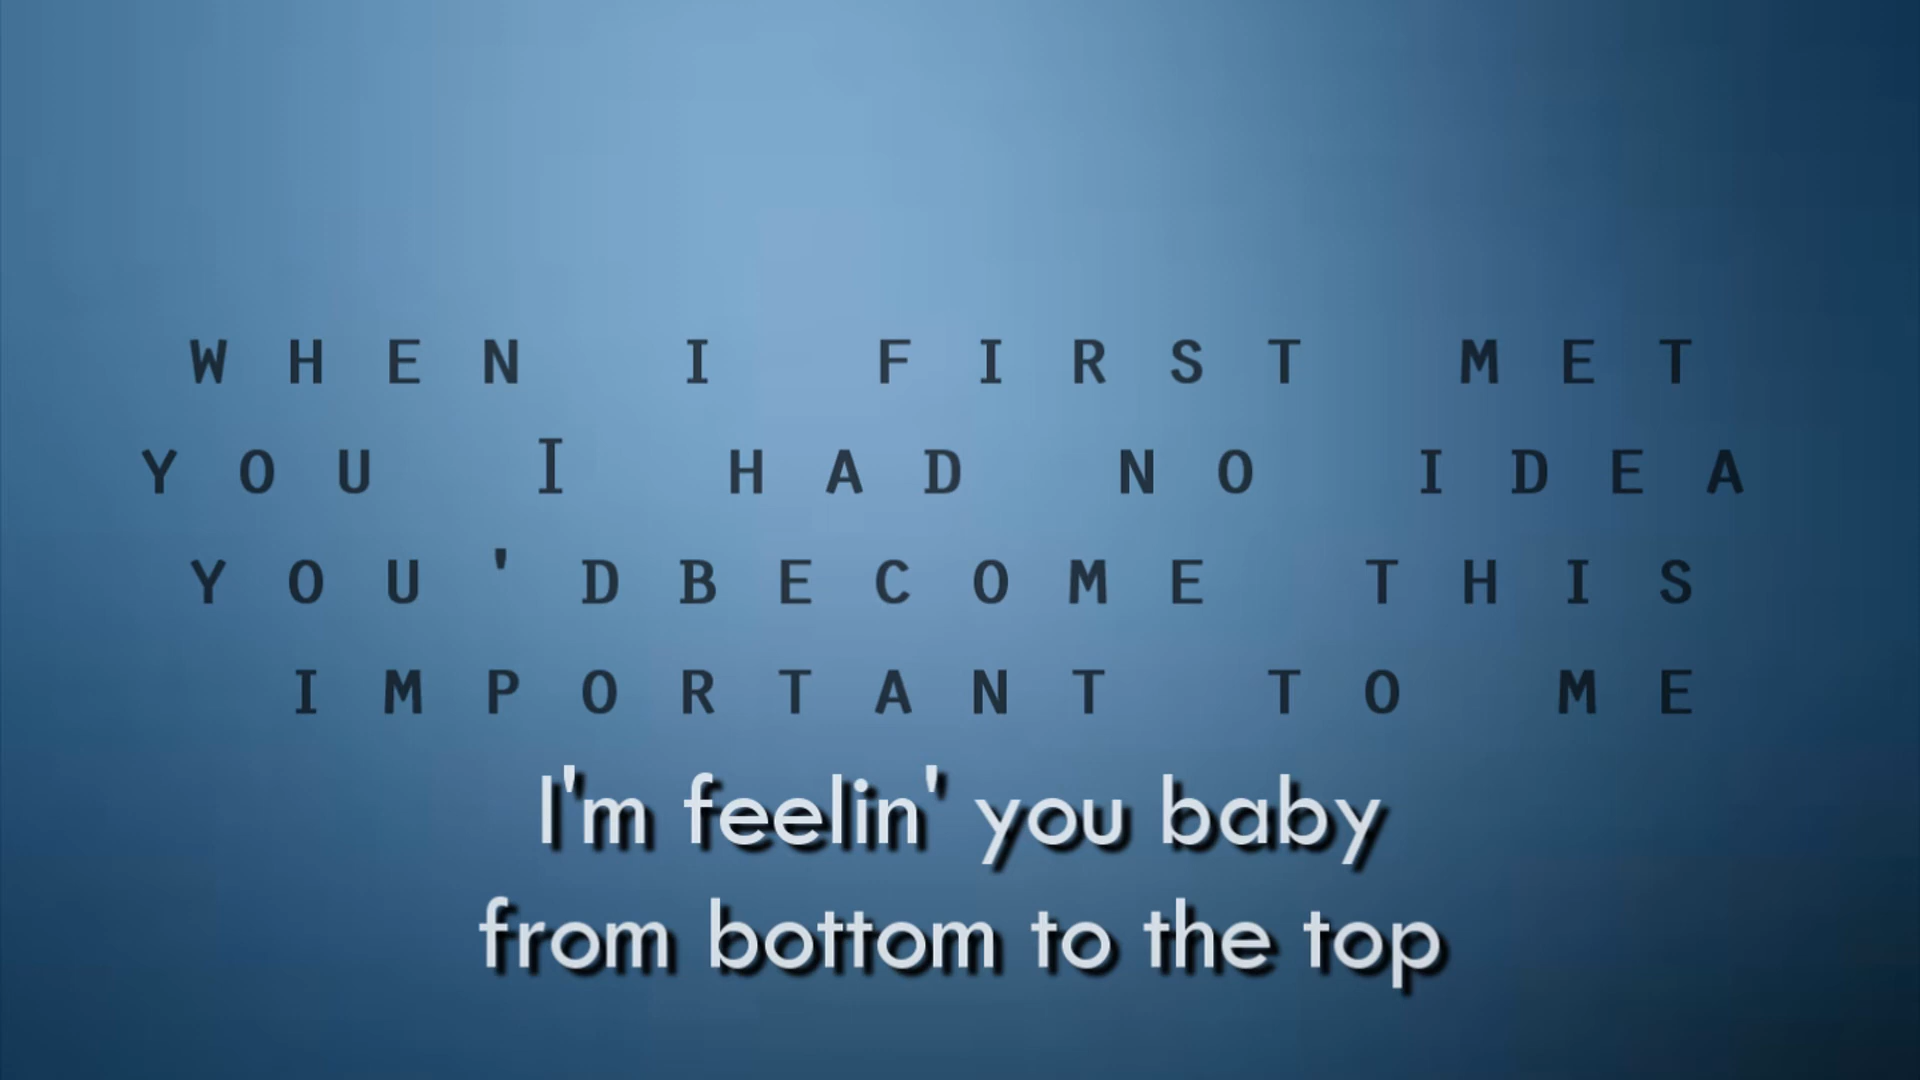 WHEN I FIRST MET
YOU I HAD NO IDEA
YOU'DBECOME THIS
IMPORTANT TO ME
I'm feelin' you baby
from bottom to the top